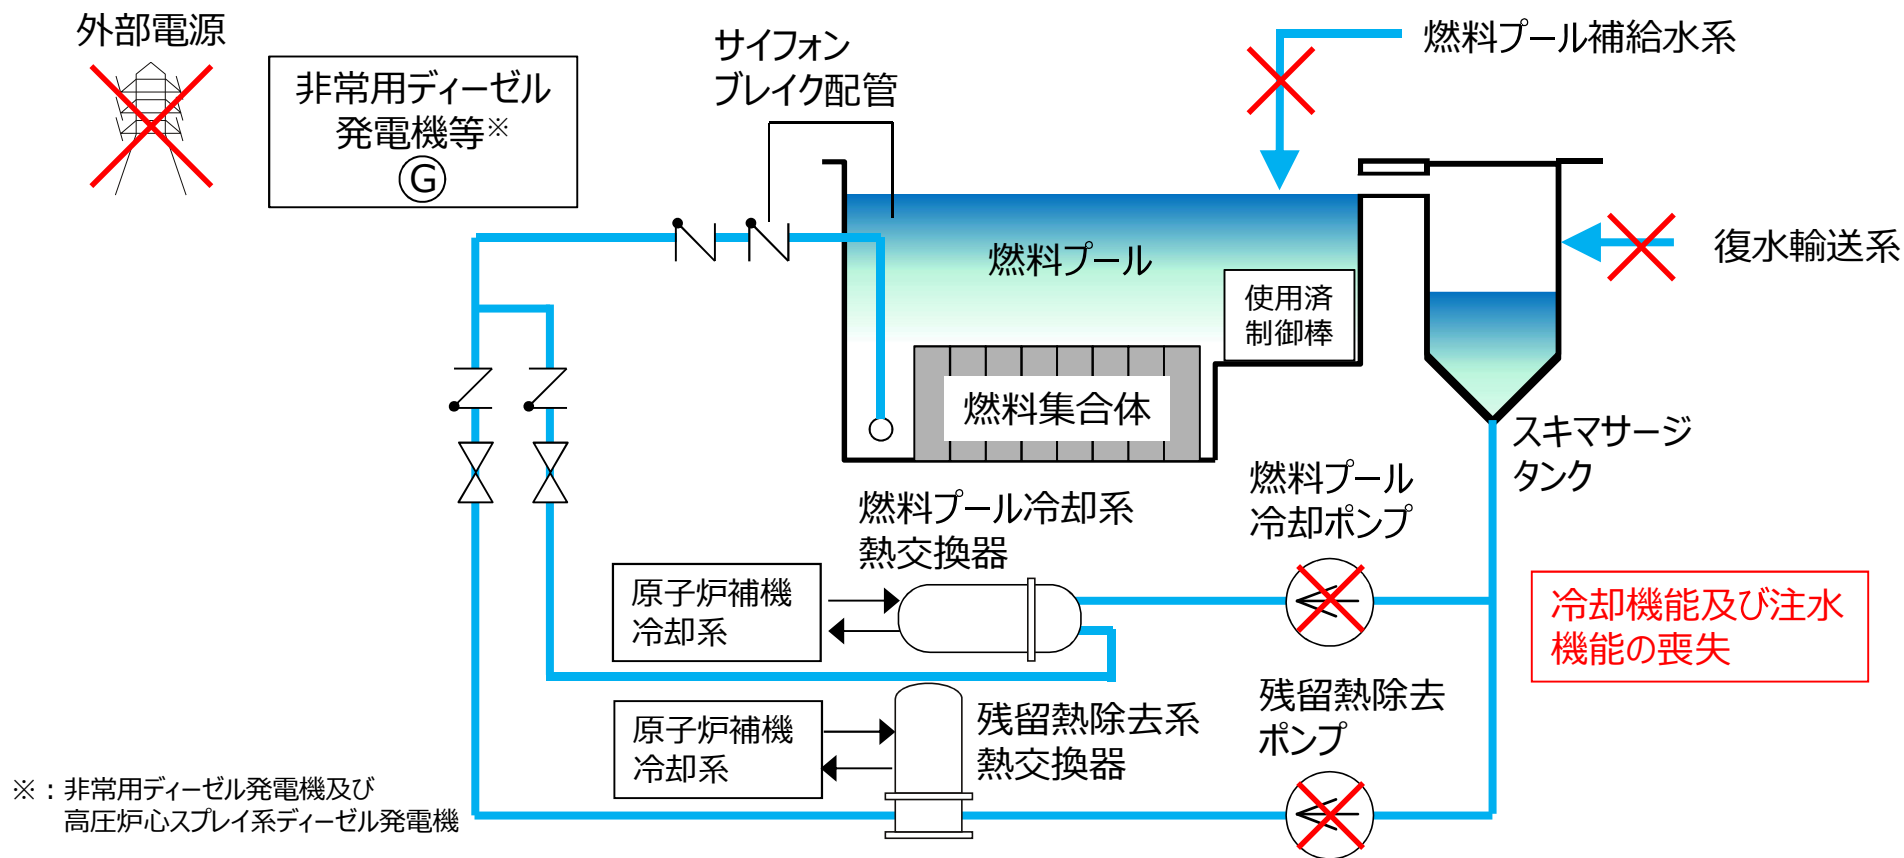 外部電源
非常用ディーゼル
発電機等※
G
サイフォン
ブレイク配管
燃料プール補給水系
復水輸送系
燃料プール
使用済
制御棒
燃料集合体
スキマサージ
タンク
燃料プール冷却系
熱交換器
燃料プール
冷却ポンプ
原子炉補機
冷却系
冷却機能及び注水
機能の喪失
残留熱除去系
熱交換器
残留熱除去
ポンプ
原子炉補機
冷却系
※：非常用ディーゼル発電機及び
高圧炉心スプレイ系ディーゼル発電機